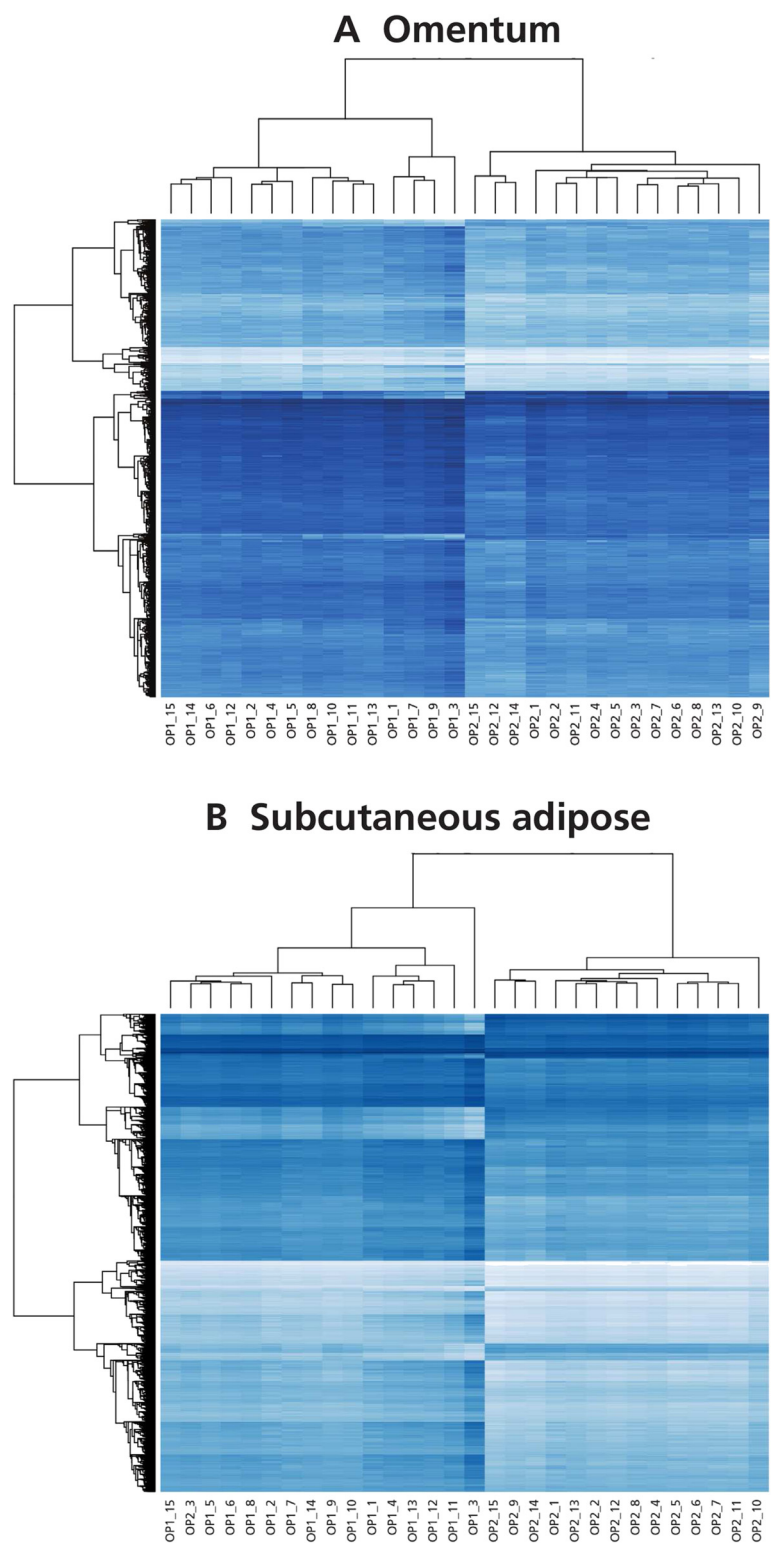 A Omentum
OP1_15
OP1_14
OP1_6
OP1_12
OP1_2
OP1_4
OP1_5
OP1_8
OP1_10
OP1_11
OP1_13
OP1_1
OP1_7
OP1_9
OP1_3
OP2_15
OP2_12
OP2_14
OP2_1
OP2_2
OP2_11
OP2_4
OP2_5
OP2_3
OP2_7
OP2_6
OP2_8
OP2_13
OP2_10
OP2_9
B Subcutaneous adipose
OP1_15
OP2_3
OP1_5
OP1_6
OP1_8
OP1_2
OP1_7
OP1_14
OP1_9
OP1_10
OP1_1
OP1_4
OP1_13
OP1_12
OP1_11
OP1_3
OP2_15
OP2_9
OP2_14
OP2_1
OP2_13
OP2_2
OP2_12
OP2_8
OP2_4
OP2_5
OP2_6
OP2_7
OP2_11
OP2_10